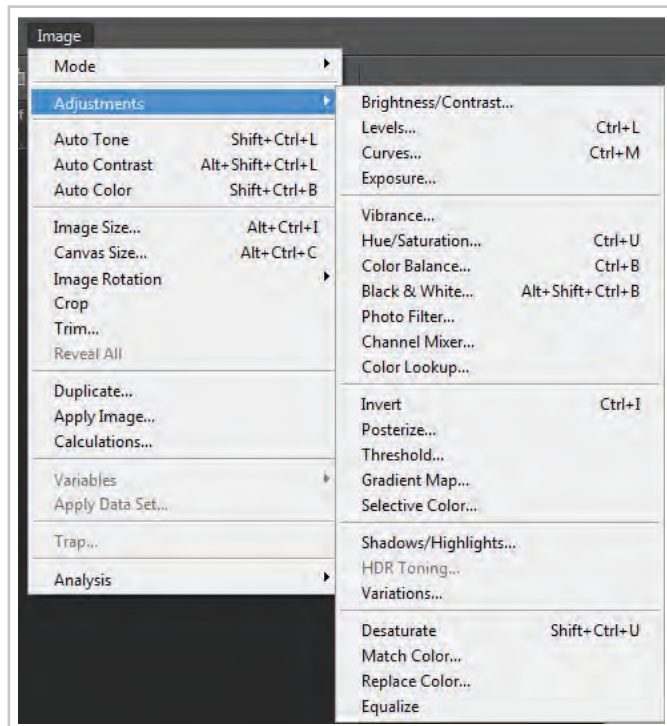 Image
Mode
Adjustments
Auto Tone Shift+Ctrl+L
Auto Contrast Alt+Shift+Ctrl+L
Auto Color Shift+Ctrl+B
Image Size... Alt+Ctrl+I
Canvas Size... Alt+Ctrl+C
Image Rotation
Crop
Trim...
Reveal All
Duplicate...
Apply Image...
Calculations...
Variables
Apply Data Set...
Trap...
Analysis
Brightness/Contrast...
Levels... Ctrl+L
Curves... Ctrl+M
Exposure...
Vibrance...
Hue/Saturation... Ctrl+U
Color Balance... Ctrl+B
Black & White... Alt+Shift+Ctrl+B
Photo Filter...
Channel Mixer...
Color Lookup...
Invert Ctrl+I
Posterize...
Threshold...
Gradient Map...
Selective Color...
Shadows/Highlights...
HDR Toning...
Variations...
Desaturate Shift+Ctrl+U
Match Color...
Replace Color...
Equalize